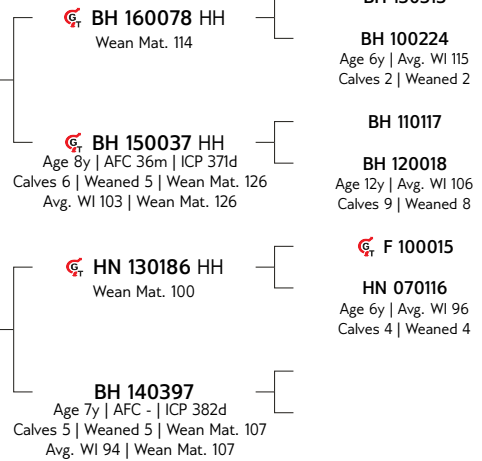 BH 160078 HH
Wean Mat. 114
BH 100224
Age 6y | Avg. WI 115
Calves 2 | Weaned 2
BH 150037 HH
Age 8y | AFC 36m | ICP 371d
Calves 6 | Weaned 5 | Wean Mat. 126
Avg. WI 103 | Wean Mat. 126
BH 110117
BH 120018
Age 12y | Avg. WI 106
Calves 9 | Weaned 8
HN 130186 HH
Wean Mat. 100
F 100015
HN 070116
Age 6y | Avg. WI 96
Calves 4 | Weaned 4
BH 140397
Age 7y | AFC - | ICP 382d
Calves 5 | Weaned 5 | Wean Mat. 107
Avg. WI 94 | Wean Mat. 107